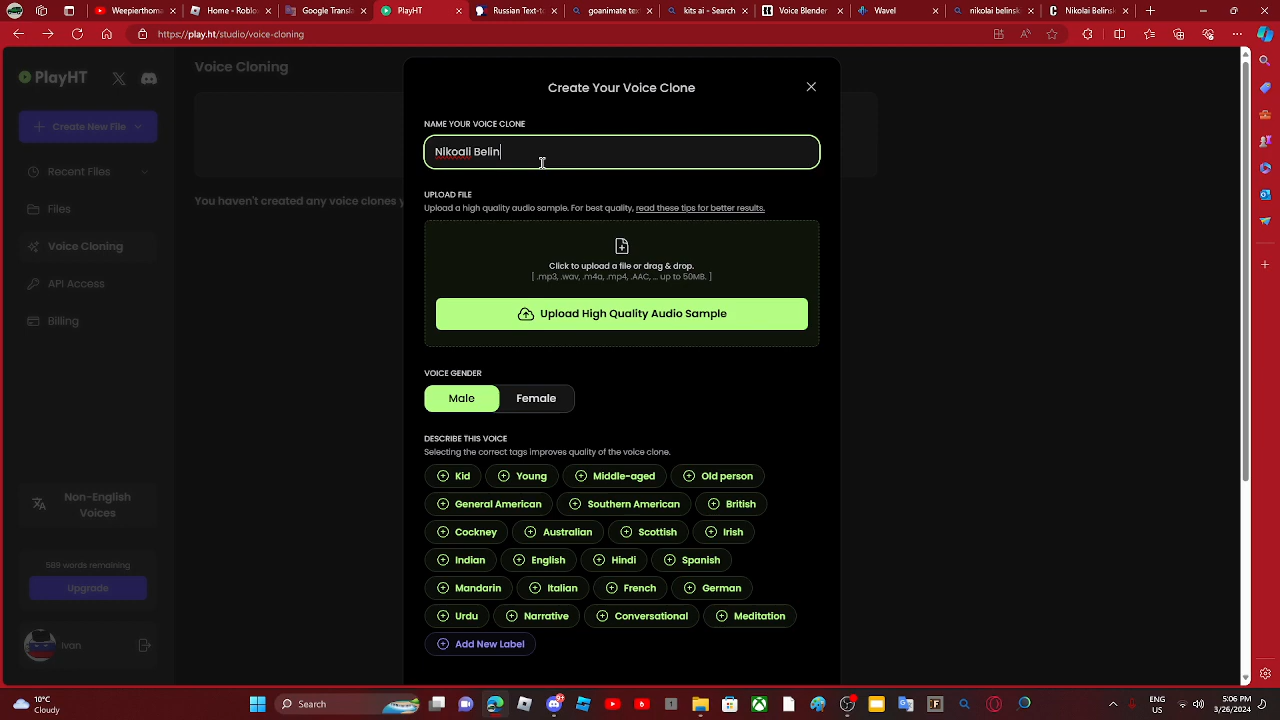 Weepierthoma
Home - Roblox
Google Transla
PlayHT
Russian Text-to
goanimate text
kits ai - Search
Voice Blender
Wavel
nikolai belinsk
Nikolai Belinsk
https://play.ht/studio/voice-cloning
PlayHT
Create New File
Recent Files
Files
Voice Cloning
API Access
Billing
Non-English
Voices
589 words remaining
Upgrade
Ivan
Voice Cloning
You haven't created any voice clones y
Create Your Voice Clone
NAME YOUR VOICE CLONE
Nikoali Belin
UPLOAD FILE
Upload a high quality audio sample. For best quality, read these tips for better results.
Click to upload a file or drag & drop.
[ .mp3, .wav, .m4a, .mp4, .AAC, ... up to 50MB. ]
Upload High Quality Audio Sample
VOICE GENDER
Male Female
DESCRIBE THIS VOICE
Selecting the correct tags improves quality of the voice clone.
Kid Young Middle-aged Old person
General American Southern American British
Cockney Australian Scottish Irish
Indian English Hindi Spanish
Mandarin Italian French German
Urdu Narrative Conversational Meditation
Add New Label
10°C
Cloudy
Search
ENG
US
5:06 PM
3/26/2024